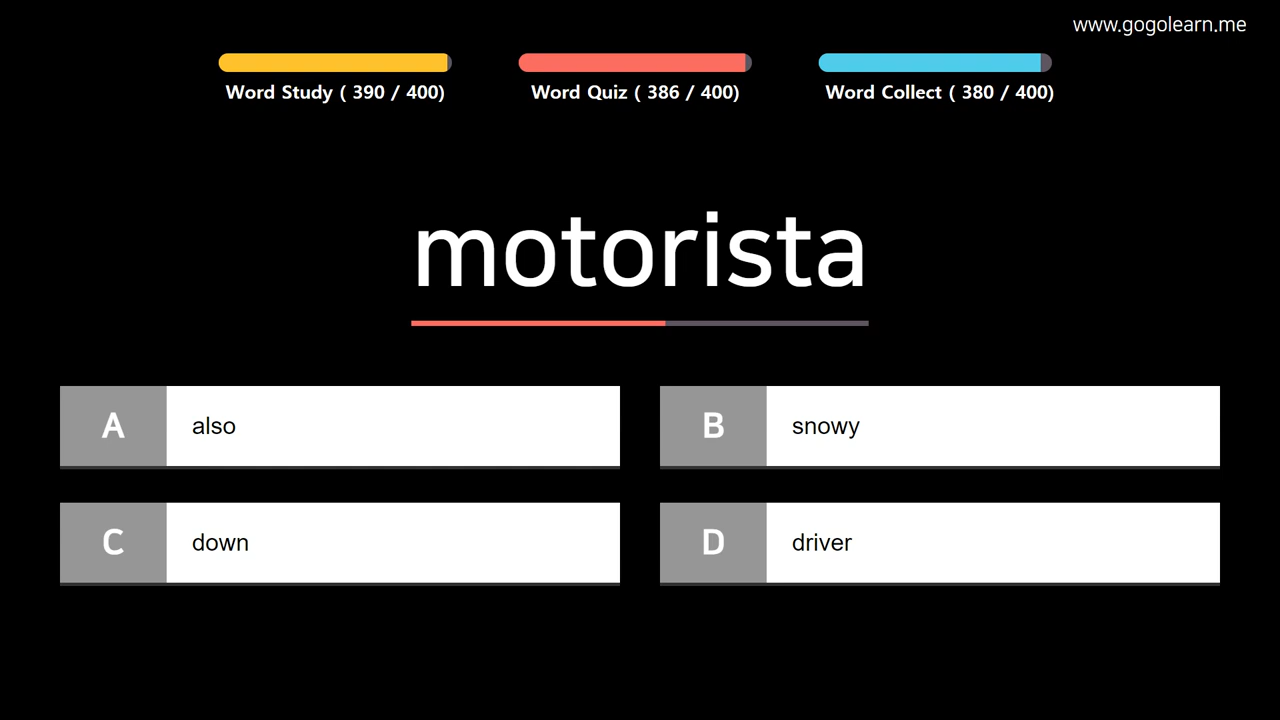 www.gogolearn.me
Word Study ( 390 / 400)
Word Quiz ( 386 / 400)
Word Collect ( 380 / 400)
motorista
A also
B snowy
C down
D driver